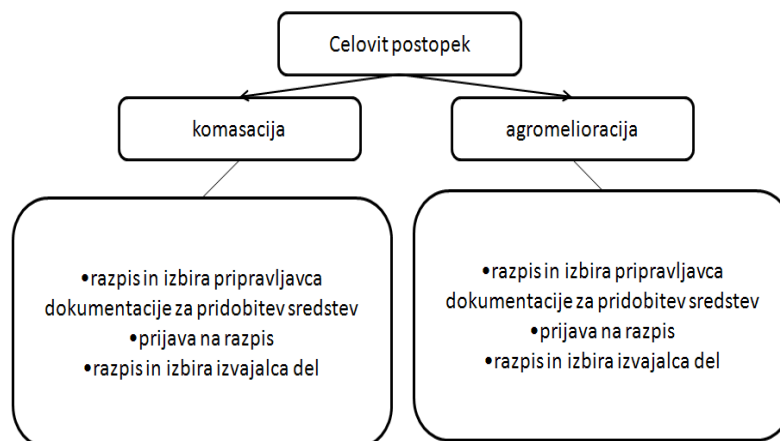 Celovit postopek
komasacija
agromelioracija
•razpis in izbira pripravljavca
dokumentacije za pridobitev sredstev
•prijava na razpis
•razpis in izbira izvajalca del
•razpis in izbira pripravljavca
dokumentacije za pridobitev sredstev
•prijava na razpis
•razpis in izbira izvajalca del